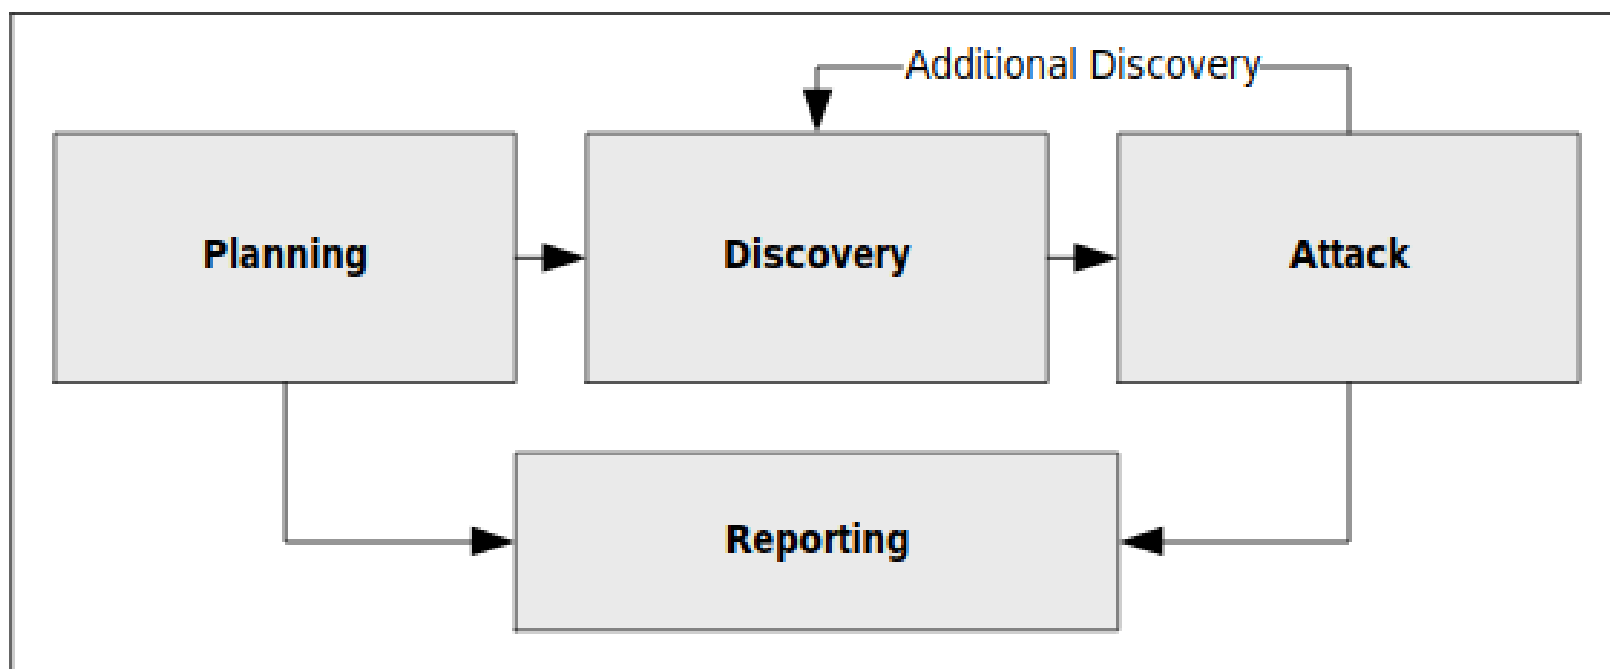 Additional Discovery
Planning
Discovery
Attack
Reporting